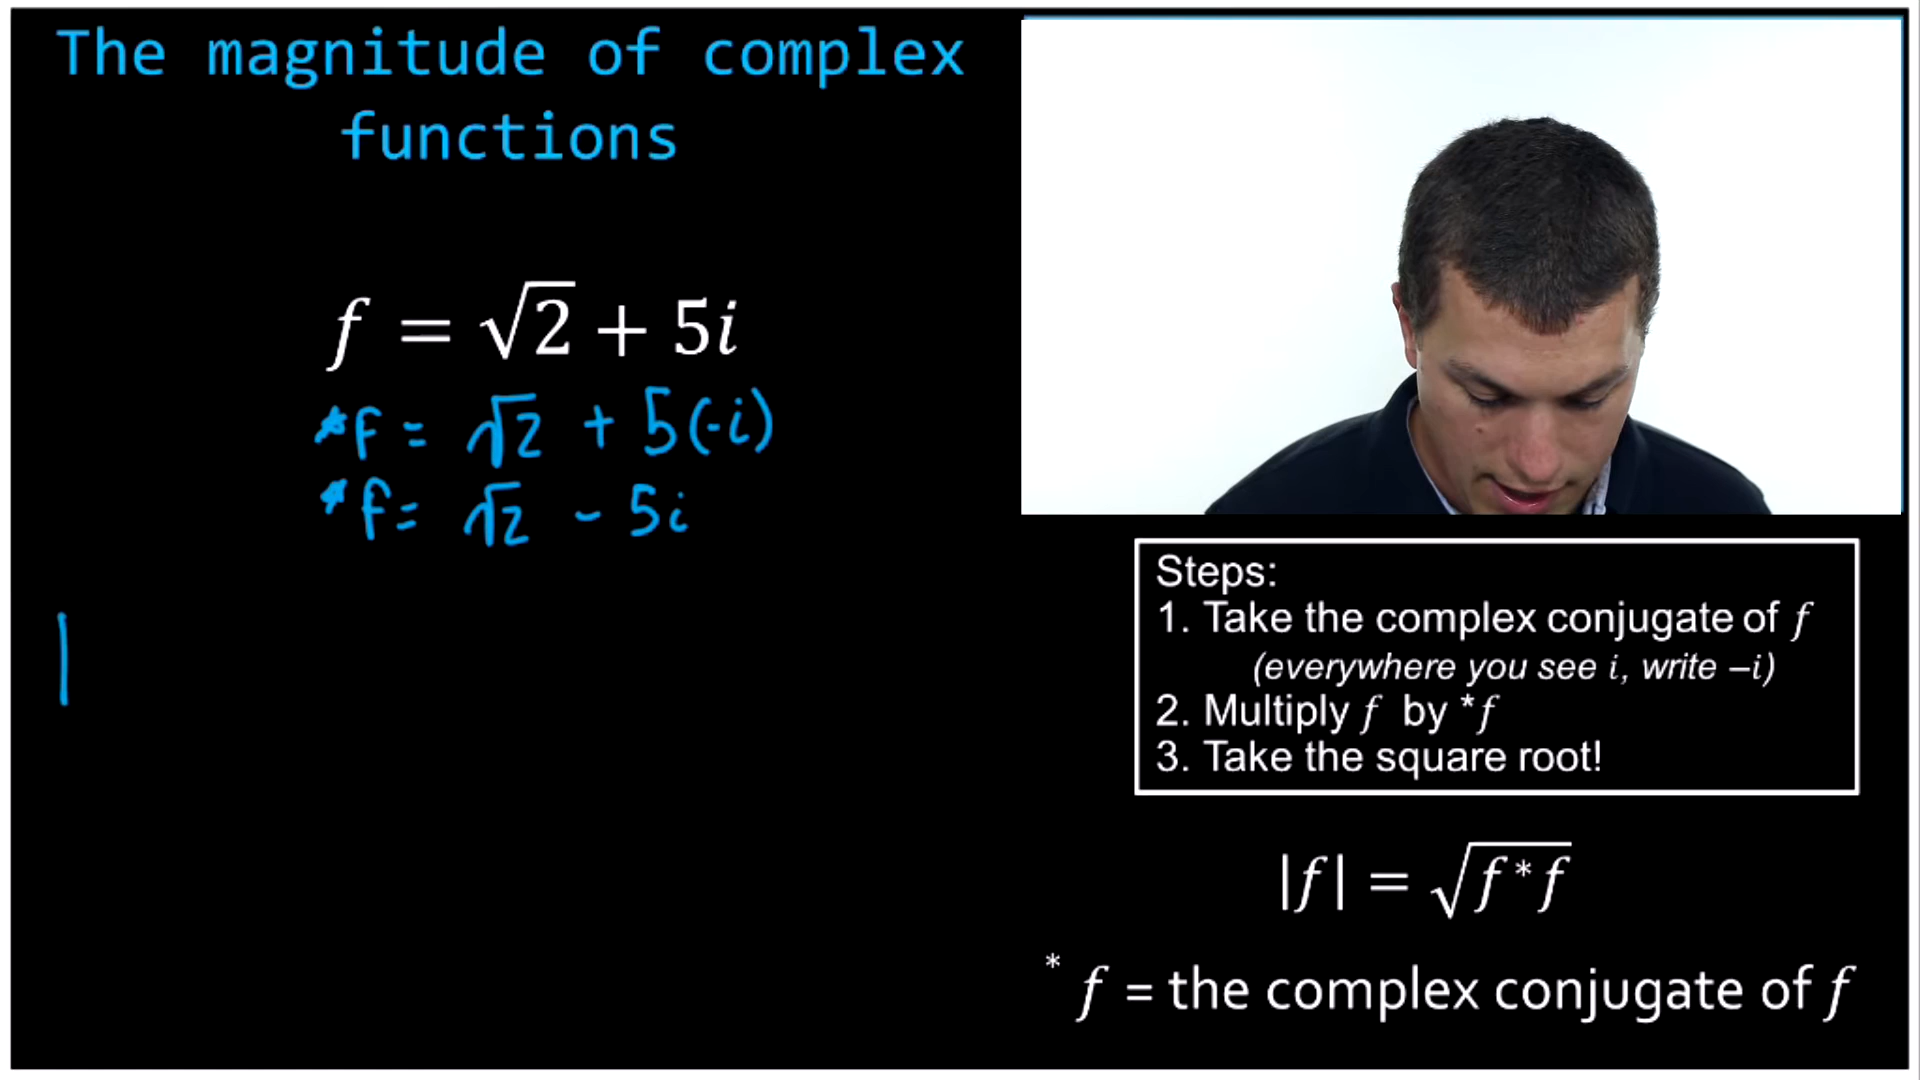 The magnitude of complex
functions
f = √2 + 5i
*f = √2 + 5(-i)
*f = √2 - 5i
|
Steps:
1. Take the complex conjugate of f
(everywhere you see i, write –i)
2. Multiply f by *f
3. Take the square root!
|f| = √f*f
* f = the complex conjugate of f